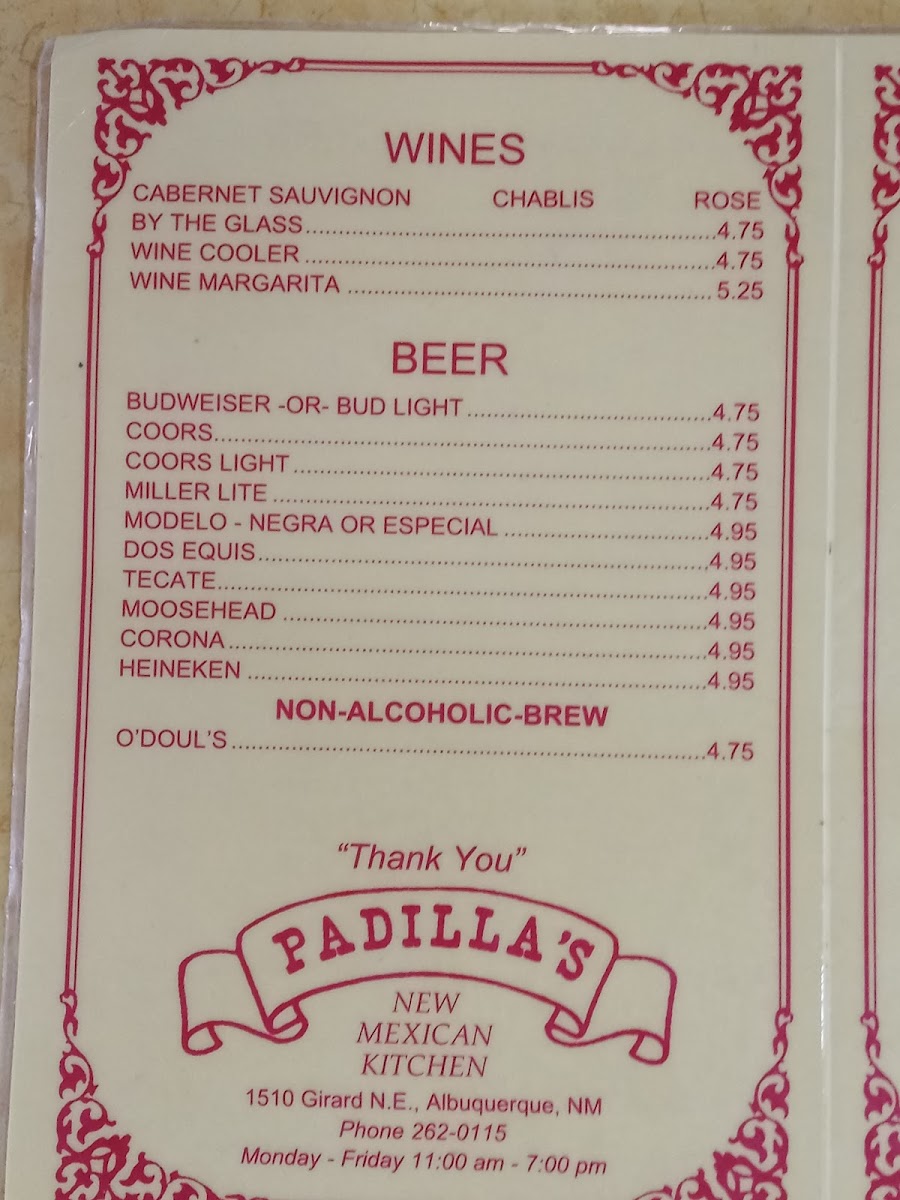 WINES
CABERNET SAUVIGNON CHABLIS ROSE
BY THE GLASS........................................................4.75
WINE COOLER........................................................4.75
WINE MARGARITA........................................................5.25
BEER
BUDWEISER -OR- BUD LIGHT........................................4.75
COORS........................................................4.75
COORS LIGHT........................................................4.75
MILLER LITE........................................................4.75
MODELO - NEGRA OR ESPECIAL..............................4.95
DOS EQUIS........................................................4.95
TECATE........................................................4.95
MOOSEHEAD........................................................4.95
CORONA........................................................4.95
HEINEKEN........................................................4.95
NON-ALCOHOLIC-BREW
O'DOUL'S........................................................4.75
"Thank You"
PADILLA'S
NEW
MEXICAN
KITCHEN
1510 Girard N.E., Albuquerque, NM
Phone 262-0115
Monday - Friday 11:00 am - 7:00 pm